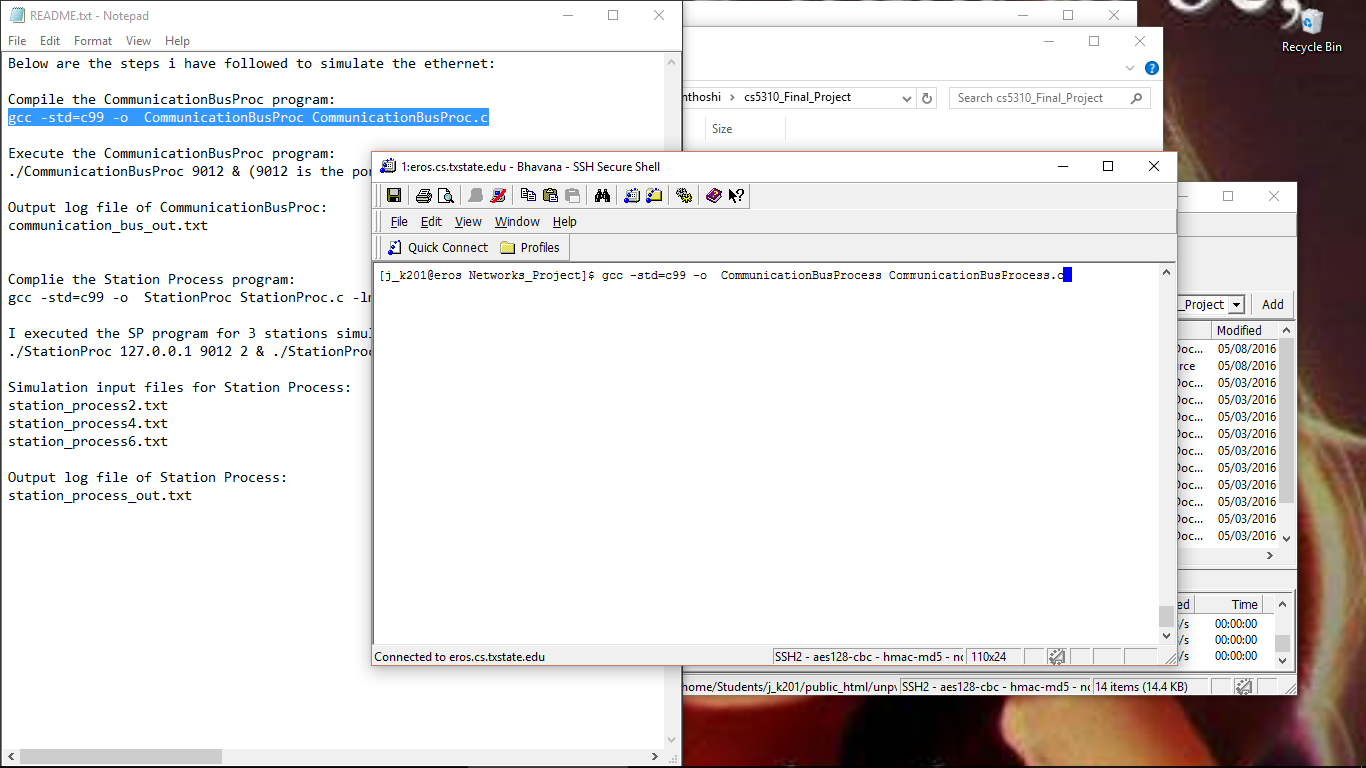 README.txt - Notepad
File Edit Format View Help
Below are the steps i have followed to simulate the ethernet:
Compile the CommunicationBusProc program:
gcc -std=c99 -o  CommunicationBusProc CommunicationBusProc.c
Execute the CommunicationBusProc program:
./CommunicationBusProc 9012 & (9012 is the por
Output log file of CommunicationBusProc:
communication_bus_out.txt
Complie the Station Process program:
gcc -std=c99 -o  StationProc StationProc.c -ln
I executed the SP program for 3 stations simul
./StationProc 127.0.0.1 9012 2 & ./StationProc
Simulation input files for Station Process:
station_process2.txt
station_process4.txt
station_process6.txt
Output log file of Station Process:
station_process_out.txt
Recycle Bin
nthoshi > cs5310_Final_Project
Search cs5310_Final_Project
Size
1:eros.cs.txstate.edu - Bhavana - SSH Secure Shell
File Edit View Window Help
Quick Connect Profiles
[j_k201@eros Networks_Project]$ gcc -std=c99 -o  CommunicationBusProcess CommunicationBusProcess.c
Connected to eros.cs.txstate.edu
SSH2 - aes128-cbc - hmac-md5 - nc
110x24
_Project Add
Modified
Doc... 05/08/2016
rce 05/08/2016
Doc... 05/03/2016
Doc... 05/03/2016
Doc... 05/03/2016
Doc... 05/03/2016
Doc... 05/03/2016
Doc... 05/03/2016
Doc... 05/03/2016
Doc... 05/03/2016
Doc... 05/03/2016
Doc... 05/03/2016
ed Time
/s 00:00:00
/s 00:00:00
/s 00:00:00
home/Students/j_k201/public_html/unpv
SSH2 - aes128-cbc - hmac-md5 - nc
14 items (14.4 KB)